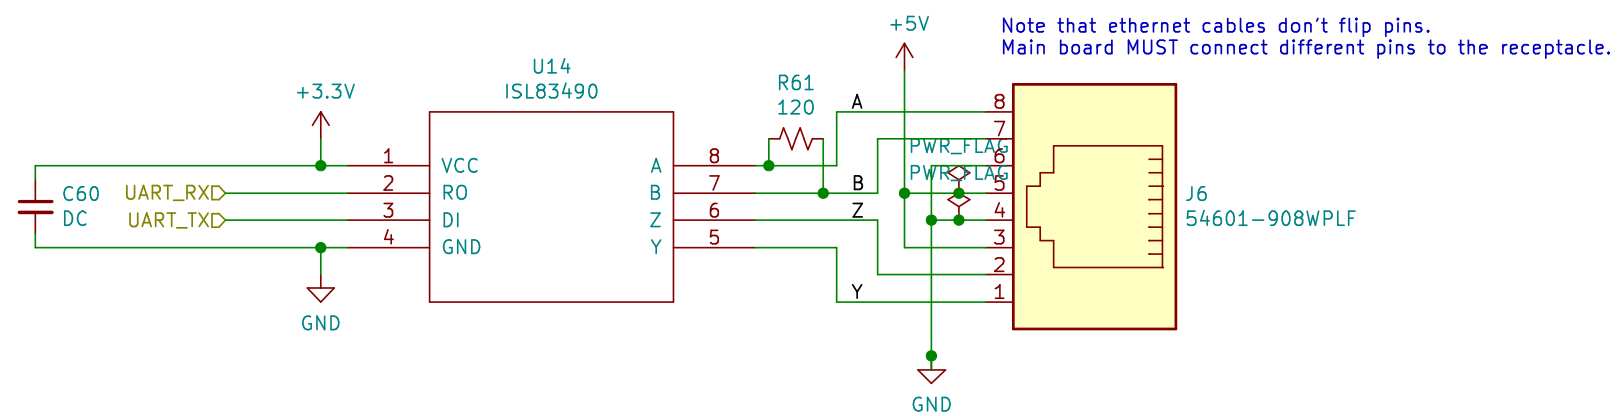 Note that ethernet cables don't flip pins.
Main board MUST connect different pins to the receptacle.
+5V
U14
ISL83490
R61
120
+3.3V
A
8
7
PWR_FLAG
6
PWR_FLAG
5
4
3
2
1
1
VCC
A
8
2
RO
B
7
B
3
DI
Z
6
Z
4
GND
Y
5
Y
C60
DC
UART_RX
UART_TX
J6
54601-908WPLF
GND
GND